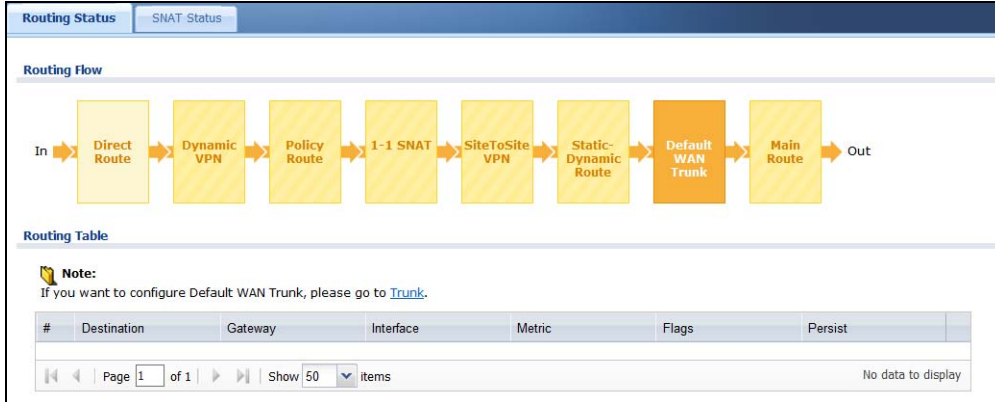 Routing Status SNAT Status
Routing Flow
In Direct Route Dynamic VPN Policy Route 1-1 SNAT SiteToSite VPN Static-Dynamic Route Default WAN Trunk Main Route Out
Routing Table
Note:
If you want to configure Default WAN Trunk, please go to Trunk.
# Destination Gateway Interface Metric Flags Persist
Page 1 of 1 Show 50 items No data to display